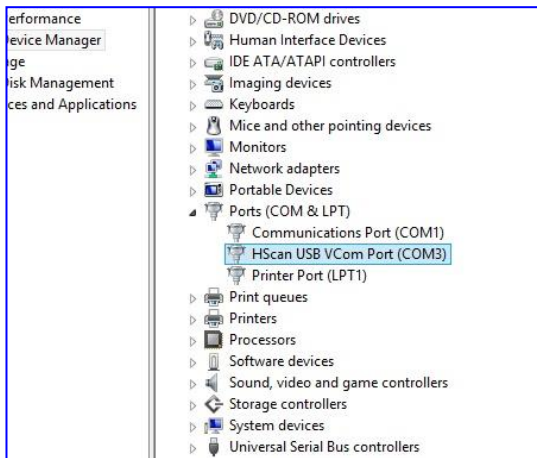 erformance
evice Manager
ge
isk Management
ces and Applications
DVD/CD-ROM drives
Human Interface Devices
IDE ATA/ATAPI controllers
Imaging devices
Keyboards
Mice and other pointing devices
Monitors
Network adapters
Portable Devices
Ports (COM & LPT)
Communications Port (COM1)
HScan USB VCom Port (COM3)
Printer Port (LPT1)
Print queues
Printers
Processors
Software devices
Sound, video and game controllers
Storage controllers
System devices
Universal Serial Bus controllers